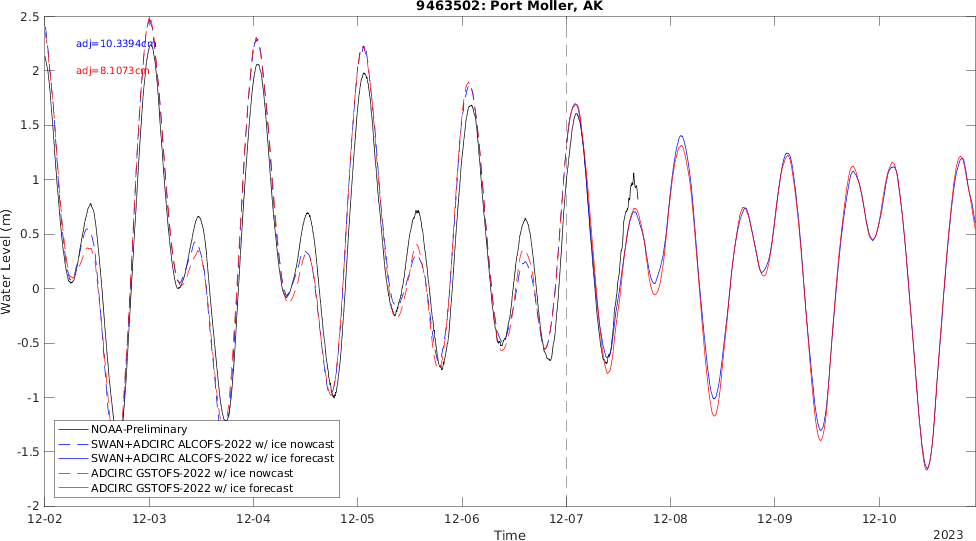 9463502: Port Moller, AK
adj=10.3394cm
adj=8.1073cm
2.5
2
1.5
1
0.5
0
-0.5
-1
-1.5
-2
Water Level (m)
NOAA-Preliminary
SWAN+ADCIRC ALCOFS-2022 w/ ice nowcast
SWAN+ADCIRC ALCOFS-2022 w/ ice forecast
ADCIRC GSTOFS-2022 w/ ice nowcast
ADCIRC GSTOFS-2022 w/ ice forecast
12-02 12-03 12-04 12-05 12-06 12-07 12-08 12-09 12-10
Time
2023